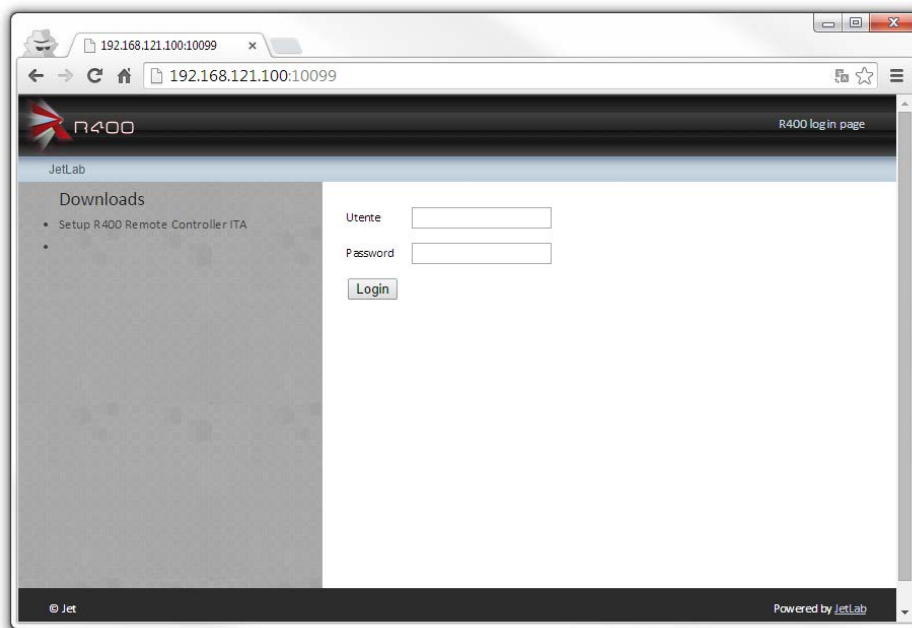 192.168.121.100:10099
192.168.121.100:10099
R400
R400 login page
JetLab
Downloads
• Setup R400 Remote Controller ITA
•
Utente
Password
Login
© Jet
Powered by JetLab